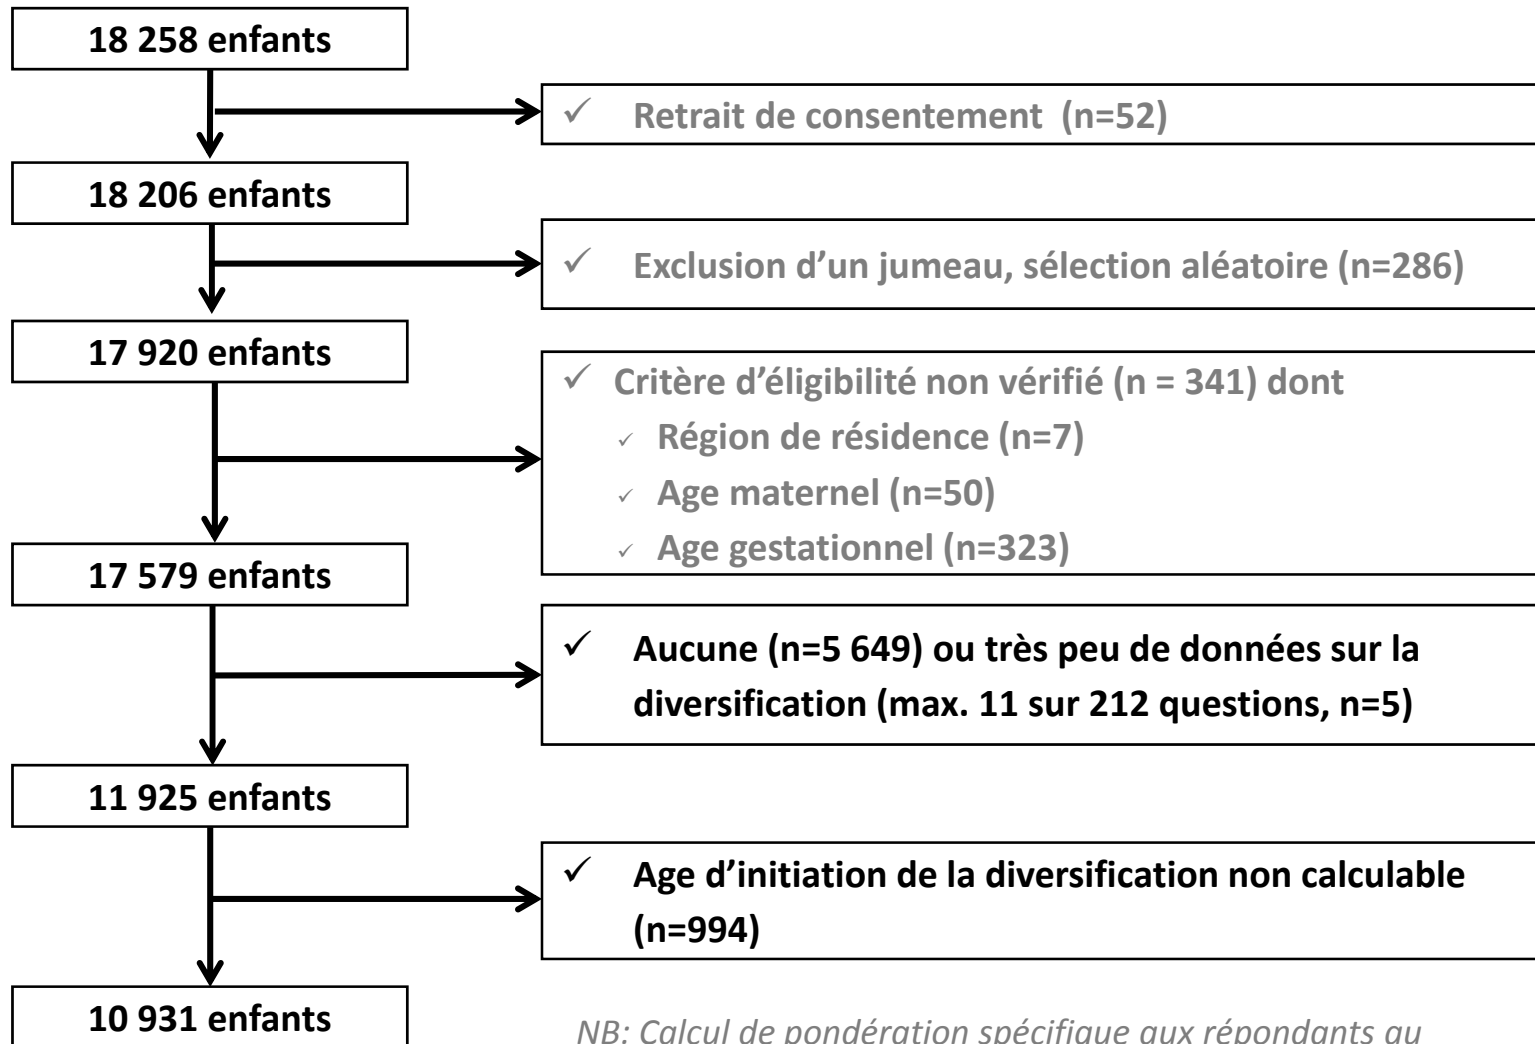 18 258 enfants
✓ Retrait de consentement (n=52)
18 206 enfants
✓ Exclusion d’un jumeau, sélection aléatoire (n=286)
17 920 enfants
✓ Critère d’éligibilité non vérifié (n = 341) dont
✓ Région de résidence (n=7)
✓ Age maternel (n=50)
✓ Age gestationnel (n=323)
17 579 enfants
✓ Aucune (n=5 649) ou très peu de données sur la
diversification (max. 11 sur 212 questions, n=5)
11 925 enfants
✓ Age d’initiation de la diversification non calculable
(n=994)
10 931 enfants
NB: Calcul de pondération spécifique aux répondants au